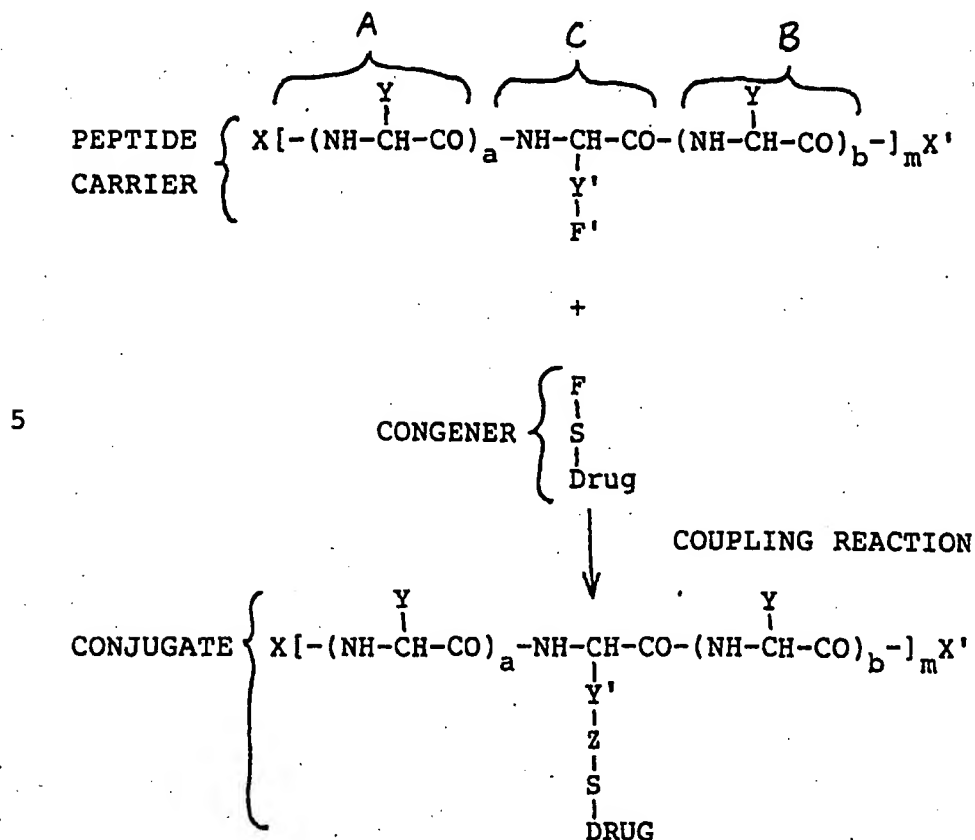 A C B
Y Y
PEPTIDE X[-(NH-CH-CO)a-NH-CH-CO-(NH-CH-CO)b-]mX'
CARRIER Y'
F'
+
F
5
CONGENER S
Drug
COUPLING REACTION
Y Y
CONJUGATE X[-(NH-CH-CO)a-NH-CH-CO-(NH-CH-CO)b-]mX'
Y'
Z
S
DRUG